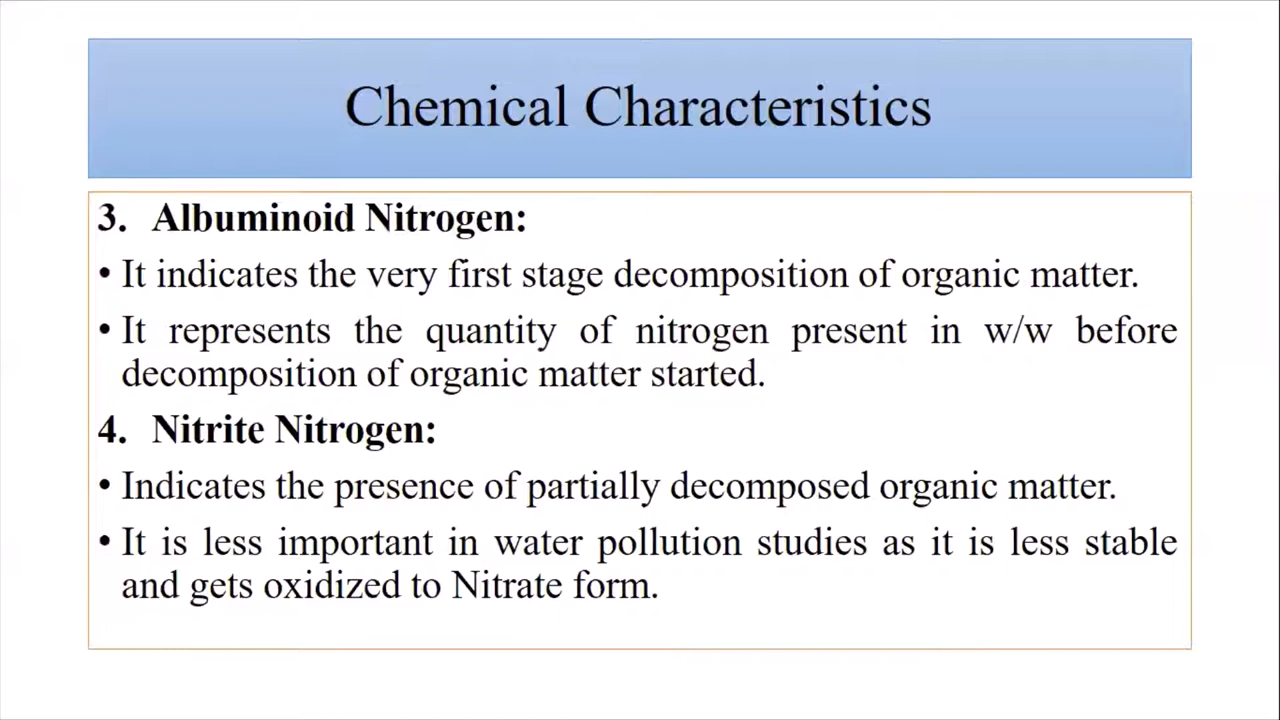 Chemical Characteristics
3. Albuminoid Nitrogen:
• It indicates the very first stage decomposition of organic matter.
• It represents the quantity of nitrogen present in w/w before
decomposition of organic matter started.
4. Nitrite Nitrogen:
• Indicates the presence of partially decomposed organic matter.
• It is less important in water pollution studies as it is less stable
and gets oxidized to Nitrate form.